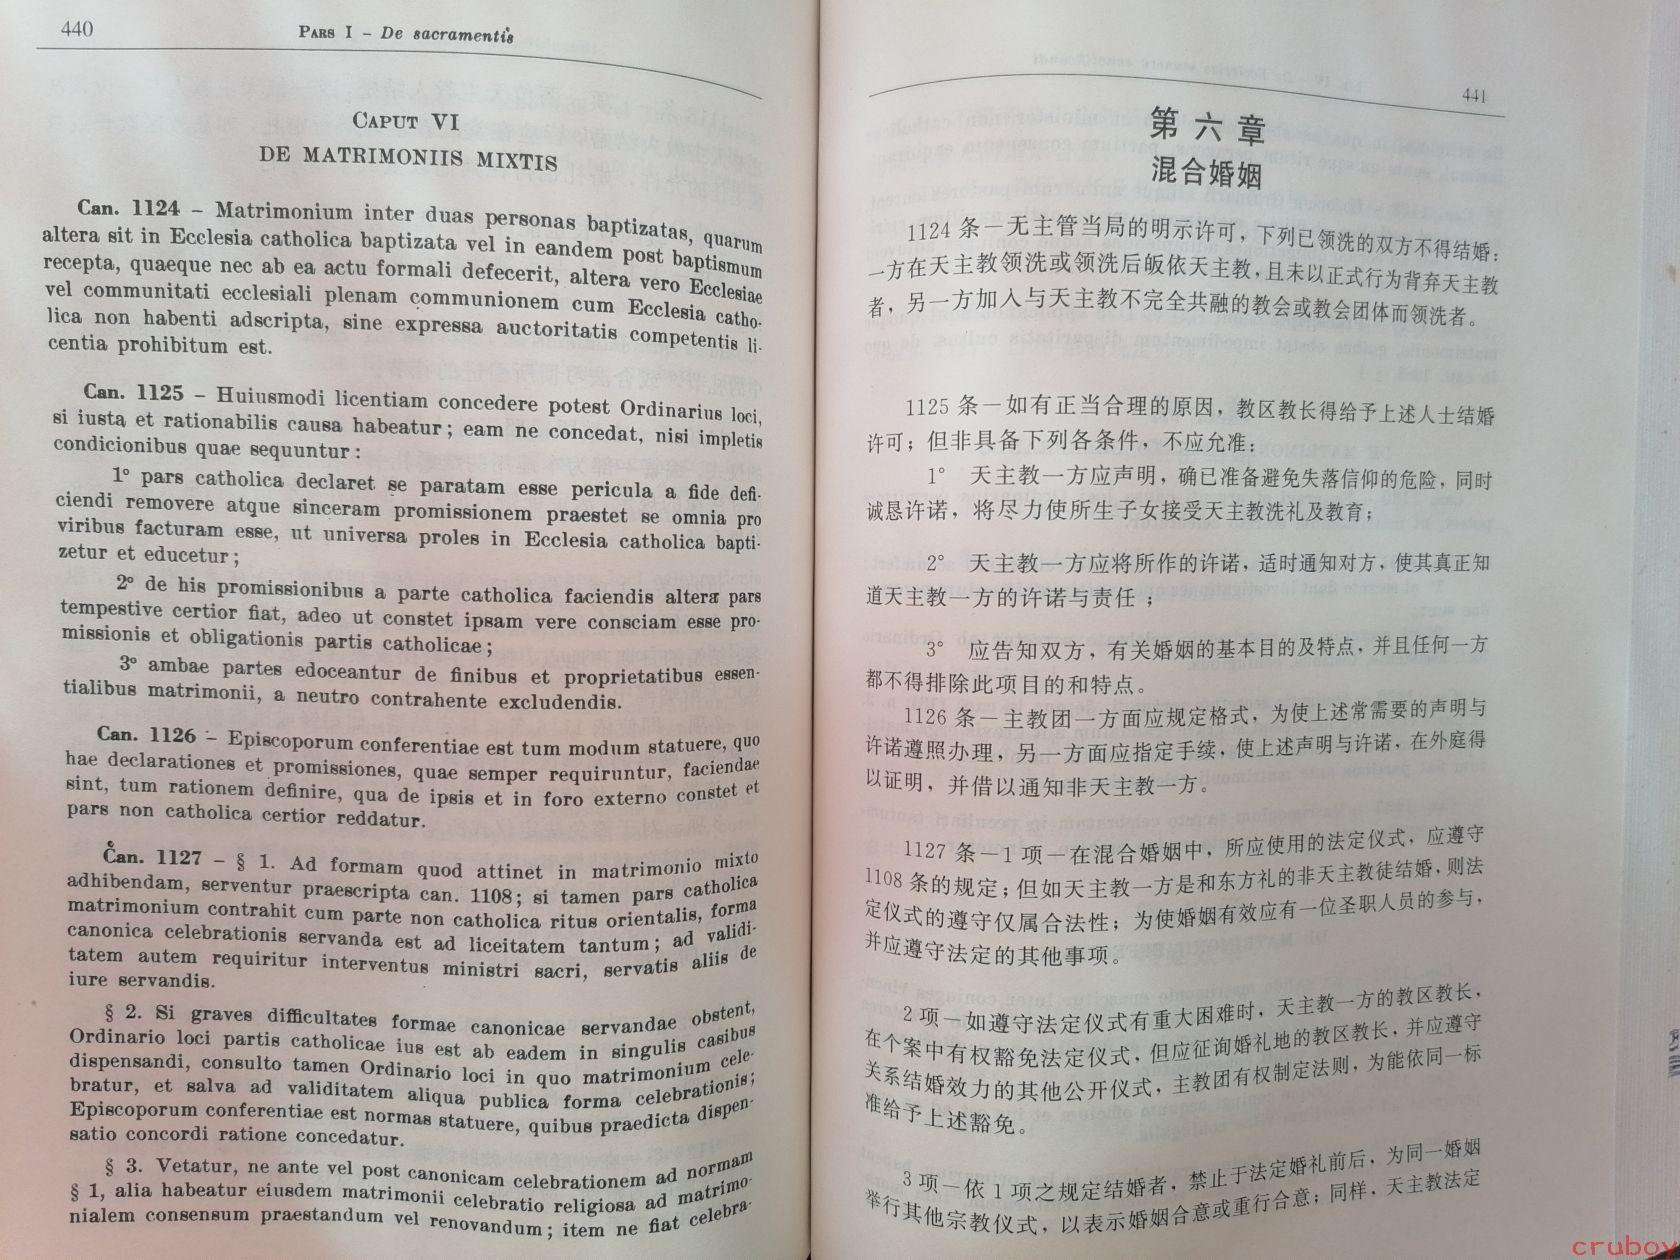 440
PARS I – De sacramentis
CAPUT VI
DE MATRIMONIIS MIXTIS
Can. 1124 – Matrimonium inter duas personas baptizatas, quarum
altera sit in Ecclesia catholica baptizata vel in eandem post baptismum
recepta, quaeque nec ab ea actu formali defecerit, altera vero Ecclesiae
vel communitati ecclesiali plenam communionem cum Ecclesia catho-
lica non habenti adscripta, sine expressa auctoritatis competentis li-
centia prohibitum est.
Can. 1125 – Huiusmodi licentiam concedere potest Ordinarius loci,
si iusta et rationabilis causa habeatur; eam ne concedat, nisi impletis
condicionibus quae sequuntur:
1° pars catholica declaret se paratam esse pericula a fide defi-
ciendi removere atque sinceram promissionem praestet se omnia pro
viribus facturam esse, ut universa proles in Ecclesia catholica bapti-
zetur et educetur;
2° de his promissionibus a parte catholica faciendis altera pars
tempestive certior fiat, adeo ut constet ipsam vere consciam esse pro-
missionis et obligationis partis catholicae;
3° ambae partes edoceantur de finibus et proprietatibus essen-
tialibus matrimonii, a neutro contrahente excludendis.
Can. 1126 – Episcoporum conferentiae est tum modum statuere, quo
hae declarationes et promissiones, quae semper requiruntur, faciendae
sint, tum rationem definire, qua de ipsis et in foro externo constet et
pars non catholica certior reddatur.
Can. 1127 – § 1. Ad formam quod attinet in matrimonio mixto
adhibendam, serventur praescripta can. 1108; si tamen pars catholica
matrimonium contrahit cum parte non catholica ritus orientalis, forma
canonica celebrationis servanda est ad liceitatem tantum; ad validi-
tatem autem requiritur interventus ministri sacri, servatis aliis de
iure servandis.
§ 2. Si graves difficultates formae canonicae servandae obstent,
Ordinario loci partis catholicae ius est ab eadem in singulis casibus
dispensandi, consulto tamen Ordinario loci in quo matrimonium cele-
bratur, et salva ad validitatem aliqua publica forma celebrationis;
Episcoporum conferentiae est normas statuere, quibus praedicta dispen-
satio concordi ratione concedatur.
§ 3. Vetatur, ne ante vel post canonicam celebrationem ad normam
§ 1, alia habeatur eiusdem matrimonii celebratio religiosa ad matrimo-
nialem consensum praestandum vel renovandum; item ne fiat celebra-
441
第六章
混合婚姻
1124 条－无主管当局的明示许可，下列已领洗的双方不得结婚：
一方在天主教领洗或领洗后皈依天主教，且未以正式行为背弃天主教
者，另一方加入与天主教不完全共融的教会或教会团体而领洗者。
1125 条－如有正当合理的原因，教区教长得给予上述人士结婚
许可；但非具备下列各条件，不应允准：
1° 天主教一方应声明，确已准备避免失落信仰的危险，同时
诚恳许诺，将尽力使所生子女接受天主教洗礼及教育；
2° 天主教一方应将所作的许诺，适时通知对方，使其真正知
道天主教一方的许诺与责任；
3° 应告知双方，有关婚姻的基本目的及特点，并且任何一方
都不得排除此项目的和特点。
1126 条－主教团一方面应规定格式，为使上述常需要的声明与
许诺遵照办理，另一方面应指定手续，使上述声明与许诺，在外庭得
以证明，并借以通知非天主教一方。
1127 条－1 项－在混合婚姻中，所应使用的法定仪式，应遵守
1108 条的规定；但如天主教一方是和东方礼的非天主教徒结婚，则法
定仪式的遵守仅属合法性；为使婚姻有效应有一位圣职人员的参与，
并应遵守法定的其他事项。
2 项－如遵守法定仪式有重大困难时，天主教一方的教区教长，
在个案中有权豁免法定仪式，但应征询婚礼地的教区教长，并应遵守
关系结婚效力的其他公开仪式，主教团有权制定法则，为能依同一标
准给予上述豁免。
3 项－依 1 项之规定结婚者，禁止于法定婚礼前后，为同一婚姻
举行其他宗教仪式，以表示婚姻合意或重行合意；同样，天主教法定
cruboy